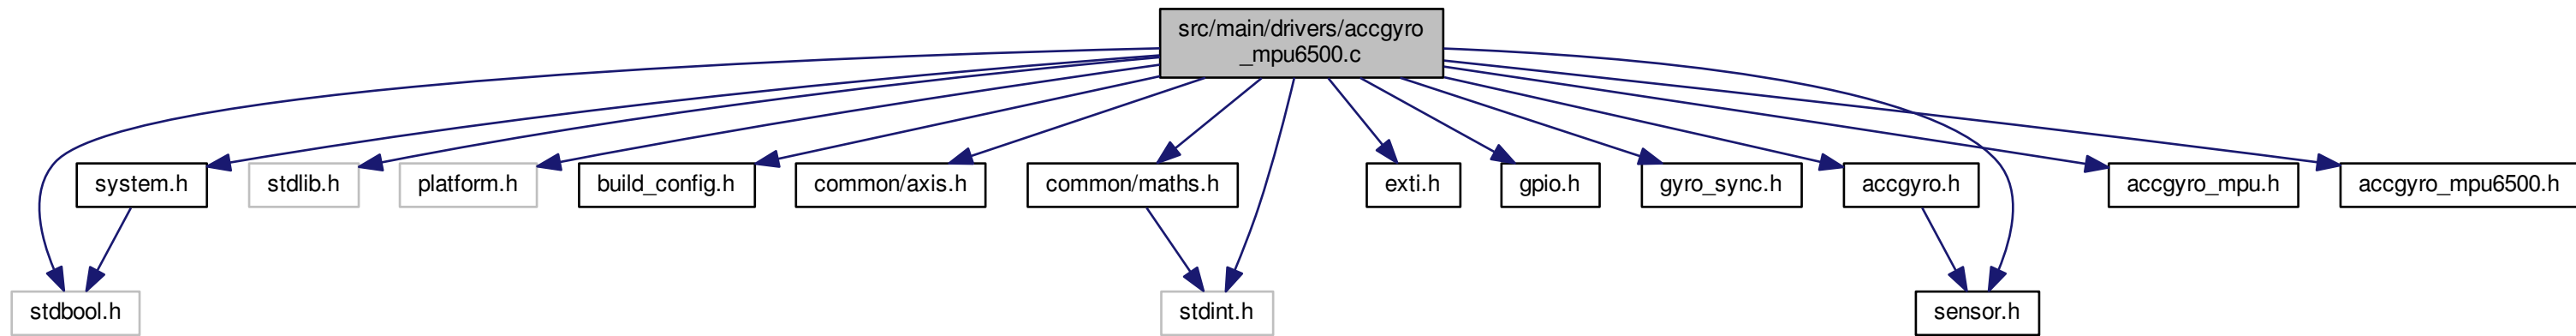 src/main/drivers/accgyro
_mpu6500.c
system.h
stdlib.h
platform.h
build_config.h
common/axis.h
common/maths.h
exti.h
gpio.h
gyro_sync.h
accgyro.h
accgyro_mpu.h
accgyro_mpu6500.h
stdbool.h
stdint.h
sensor.h